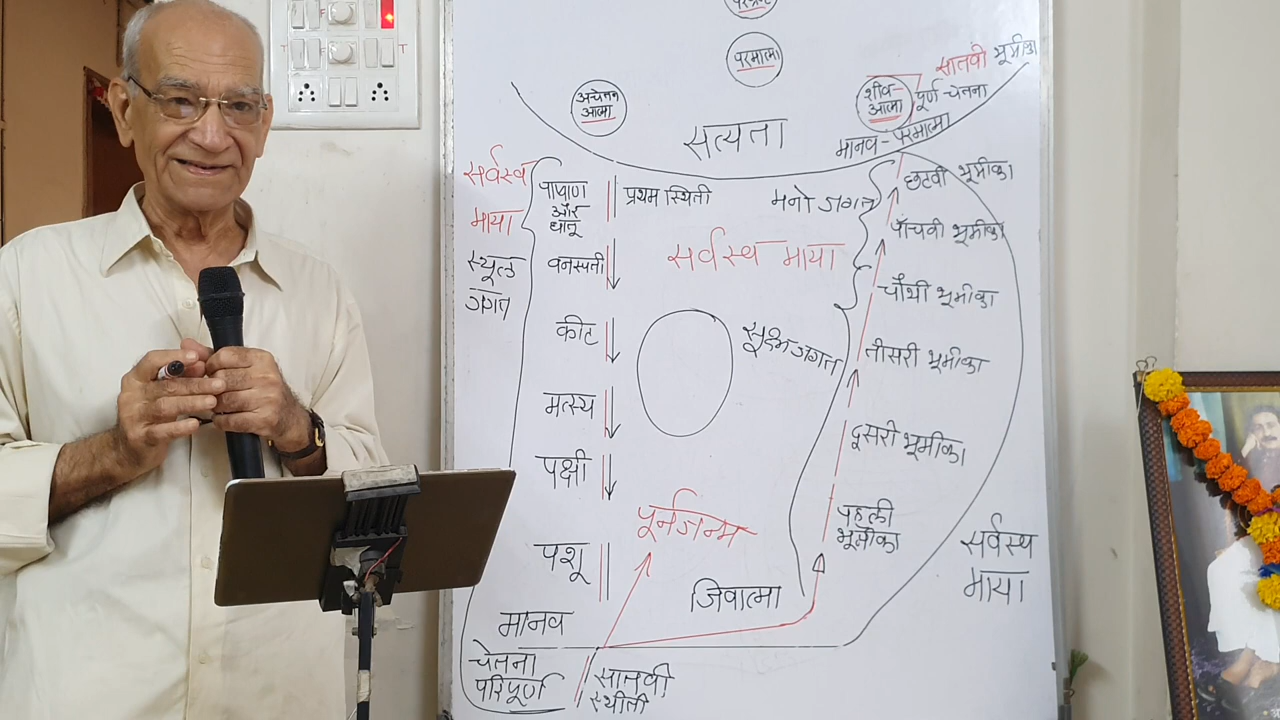 परमात्मा
अचेतन
आत्मा
शीव-
आत्मा
सातवी भूमीका
पूर्ण चेतना
मानव-परमात्मा
सत्यता
सर्वस्व
माया
स्थूल
जगत
पाषाण
और
धातू
प्रथम स्थिती
वनस्पती
कीट
मत्स्य
पक्षी
पशू
मानव
चेतना
परिपूर्ण
सातवी
स्थीती
सर्वस्व माया
मनो जगत
सूक्ष्म जगत
पूर्नजन्म
जिवात्मा
छटवी भूमीका
पाँचवी भूमीका
चौथी भूमीका
तीसरी भूमीका
दूसरी भूमीका
पहली
भूमीका
सर्वस्य
माया